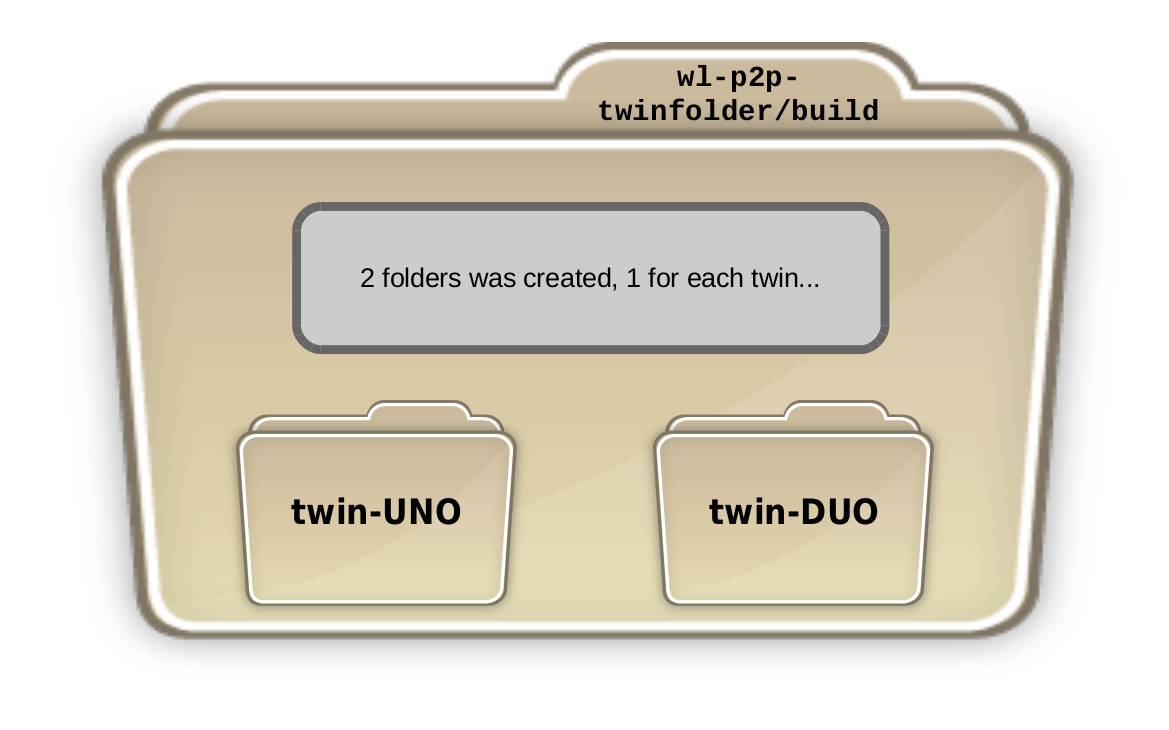 wl-p2p-
twinfolder/build
2 folders was created, 1 for each twin...
twin-UNO
twin-DUO